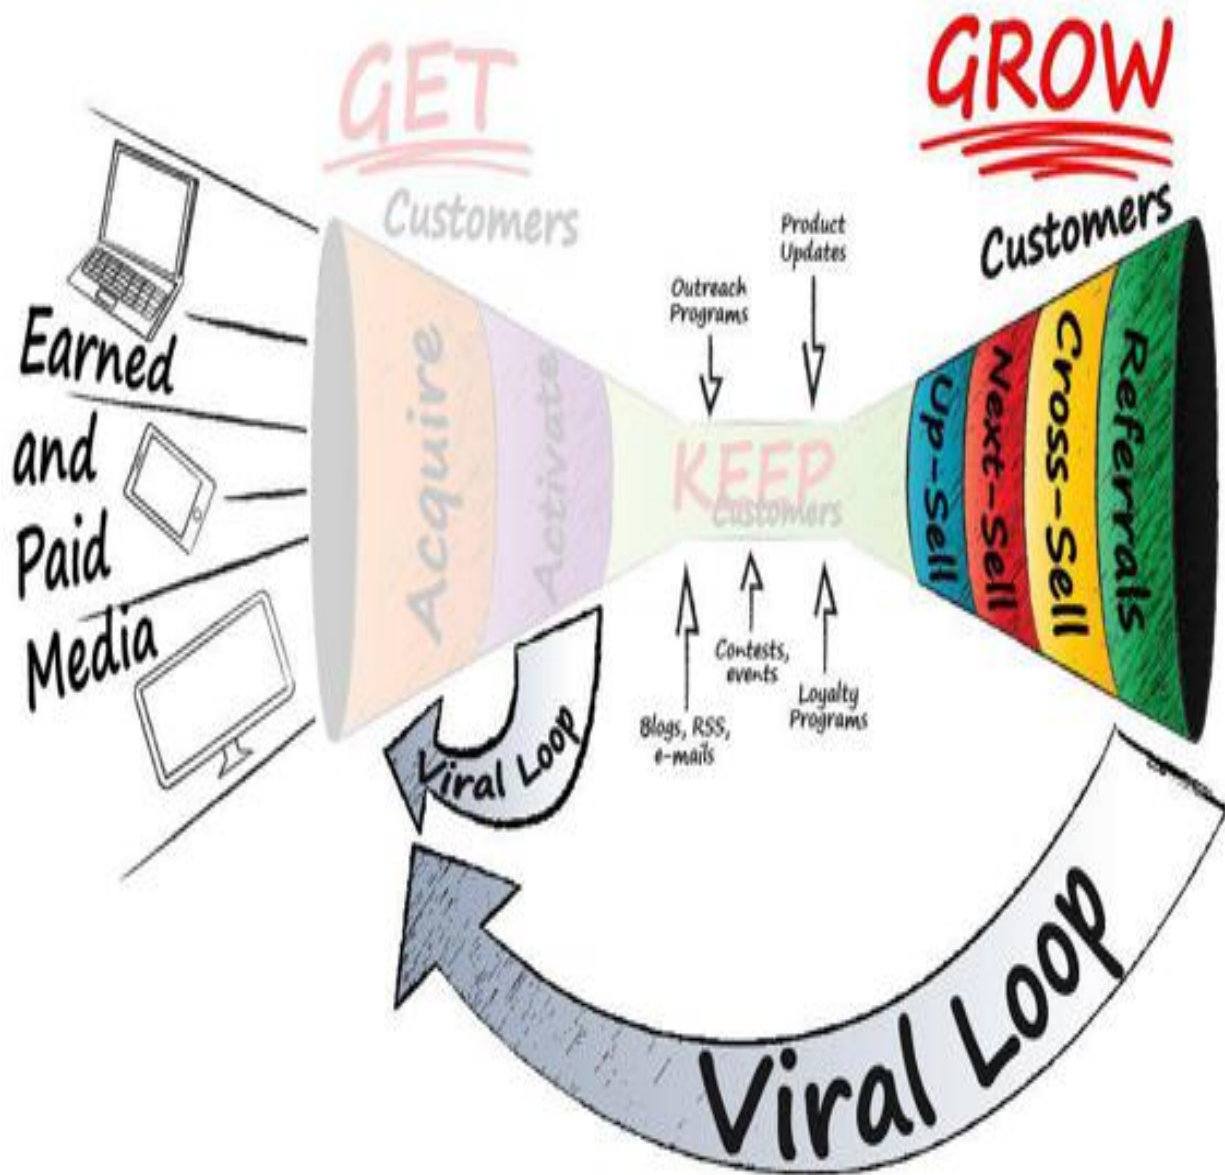 GET
Customers
GROW
Customers
Earned
and
Paid
Media
Acquire
Activate
Outreach
Programs
Product
Updates
KEEP
Customers
Up-Sell
Next-Sell
Cross-Sell
Referrals
Blogs, RSS,
e-mails
Contests,
events
Loyalty
Programs
Viral Loop
Viral Loop